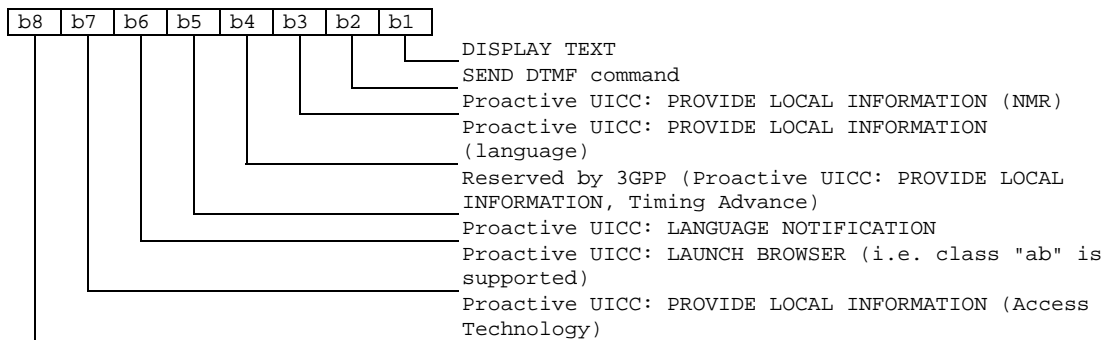 b8 b7 b6 b5 b4 b3 b2 b1
DISPLAY TEXT
SEND DTMF command
Proactive UICC: PROVIDE LOCAL INFORMATION (NMR)
Proactive UICC: PROVIDE LOCAL INFORMATION
(language)
Reserved by 3GPP (Proactive UICC: PROVIDE LOCAL
INFORMATION, Timing Advance)
Proactive UICC: LANGUAGE NOTIFICATION
Proactive UICC: LAUNCH BROWSER (i.e. class "ab" is
supported)
Proactive UICC: PROVIDE LOCAL INFORMATION (Access
Technology)